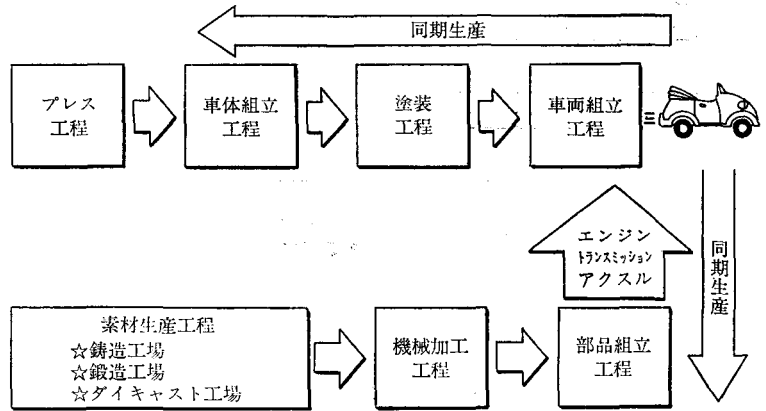 同期生産
プレス
工程
車体組立
工程
塗装
工程
車両組立
工程
エンジン
トランスミッション
アクスル
同期生産
素材生産工程
☆鋳造工場
☆鍛造工場
☆ダイキャスト工場
機械加工
工程
部品組立
工程